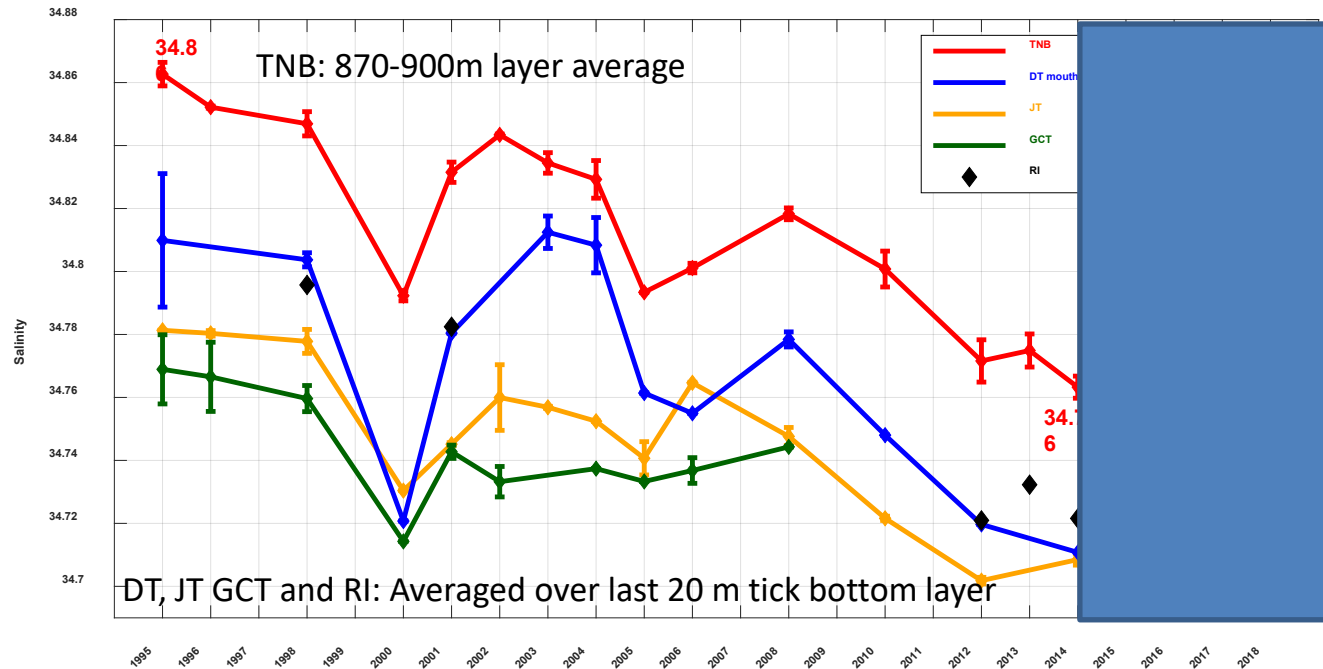 34.88
34.86
34.84
34.82
34.8
34.78
34.76
34.74
34.72
34.7
Salinity
34.8
TNB: 870-900m layer average
TNB
DT mouth
JT
GCT
RI
34.7
6
DT, JT GCT and RI: Averaged over last 20 m tick bottom layer
1995 1996 1997 1998 1999 2000 2001 2002 2003 2004 2005 2006 2007 2008 2009 2010 2011 2012 2013 2014 2015 2016 2017 2018